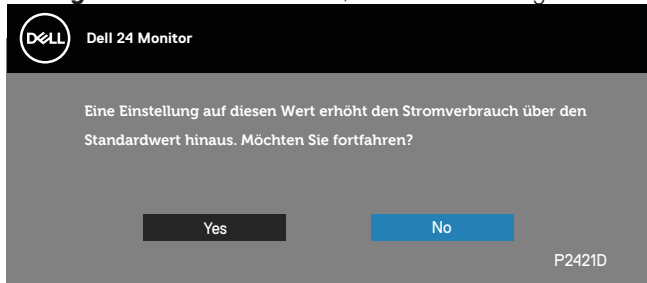 DELL
Dell 24 Monitor
Eine Einstellung auf diesen Wert erhöht den Stromverbrauch über den
Standardwert hinaus. Möchten Sie fortfahren?
Yes No
P2421D